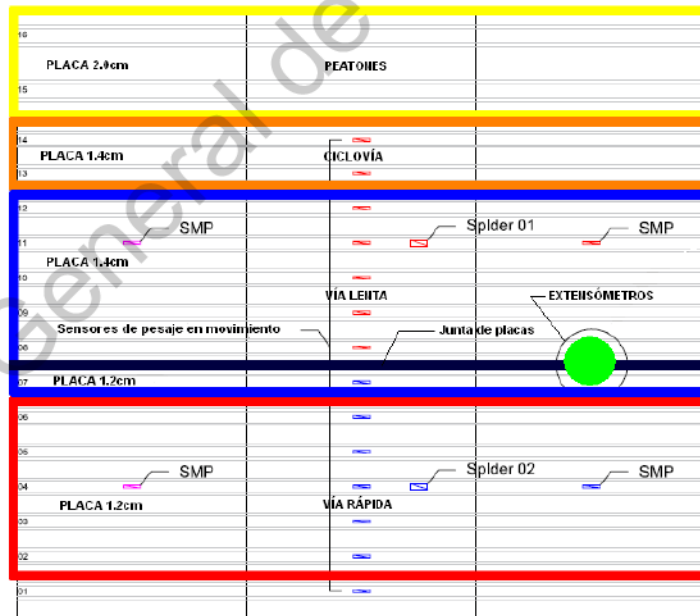 General de
16
PLACA 2.0cm PEATONES
15
14
PLACA 1.4cm CICLOVÍA
13
12
SMP Spider 01 SMP
11
PLACA 1.4cm
10
VÍA LENTA EXTENSÓMETROS
09
Sensores de pesaje en movimiento Junta de placas
08
07 PLACA 1.2cm
06
05
SMP Spider 02 SMP
04
PLACA 1.2cm VÍA RÁPIDA
03
02
01